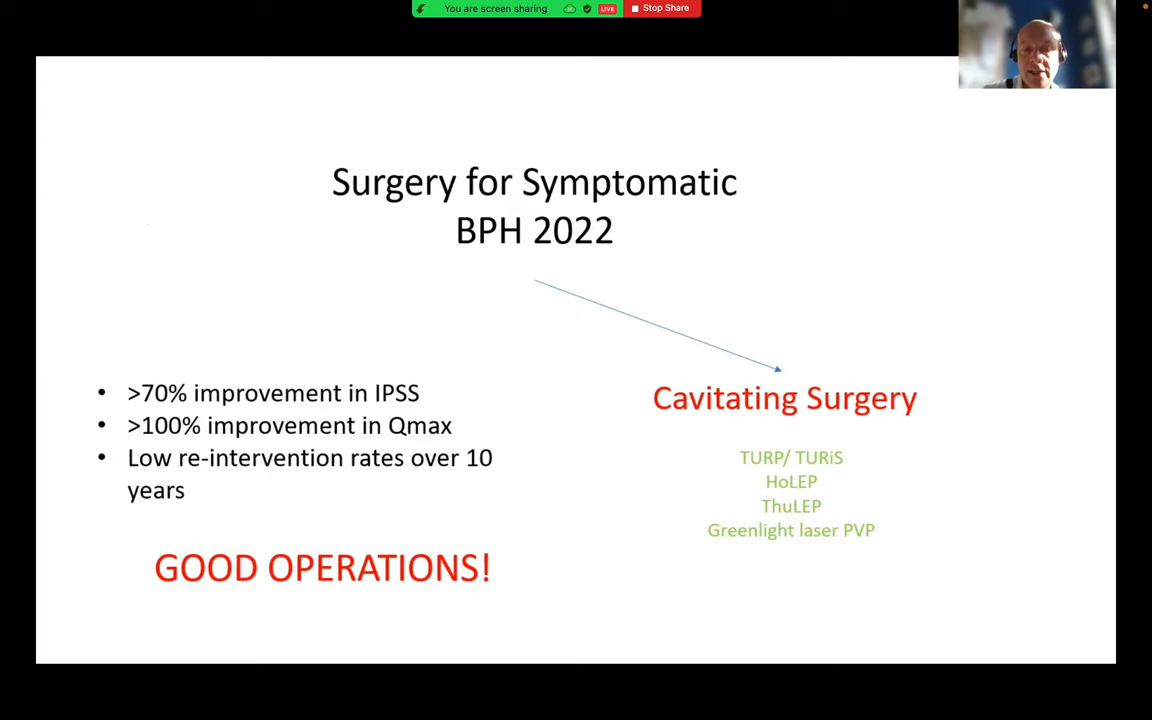 You are screen sharing
LIVE
Stop Share
Surgery for Symptomatic
BPH 2022
• >70% improvement in IPSS
• >100% improvement in Qmax
• Low re-intervention rates over 10
years
GOOD OPERATIONS!
Cavitating Surgery
TURP/ TURiS
HoLEP
ThuLEP
Greenlight laser PVP